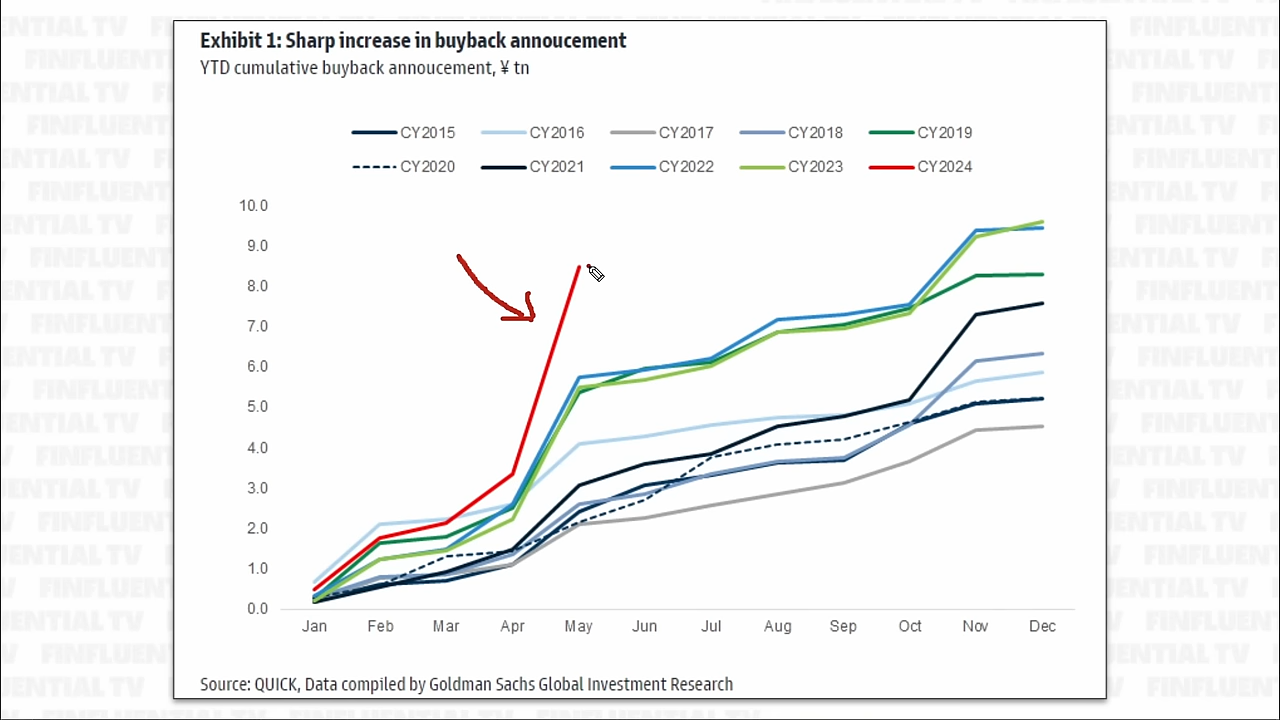 Exhibit 1: Sharp increase in buyback annoucement
YTD cumulative buyback annoucement, ¥ tn
CY2015 CY2016 CY2017 CY2018 CY2019
CY2020 CY2021 CY2022 CY2023 CY2024
10.0
9.0
8.0
7.0
6.0
5.0
4.0
3.0
2.0
1.0
0.0
Jan Feb Mar Apr May Jun Jul Aug Sep Oct Nov Dec
Source: QUICK, Data compiled by Goldman Sachs Global Investment Research
FINFLUENTIAL TV